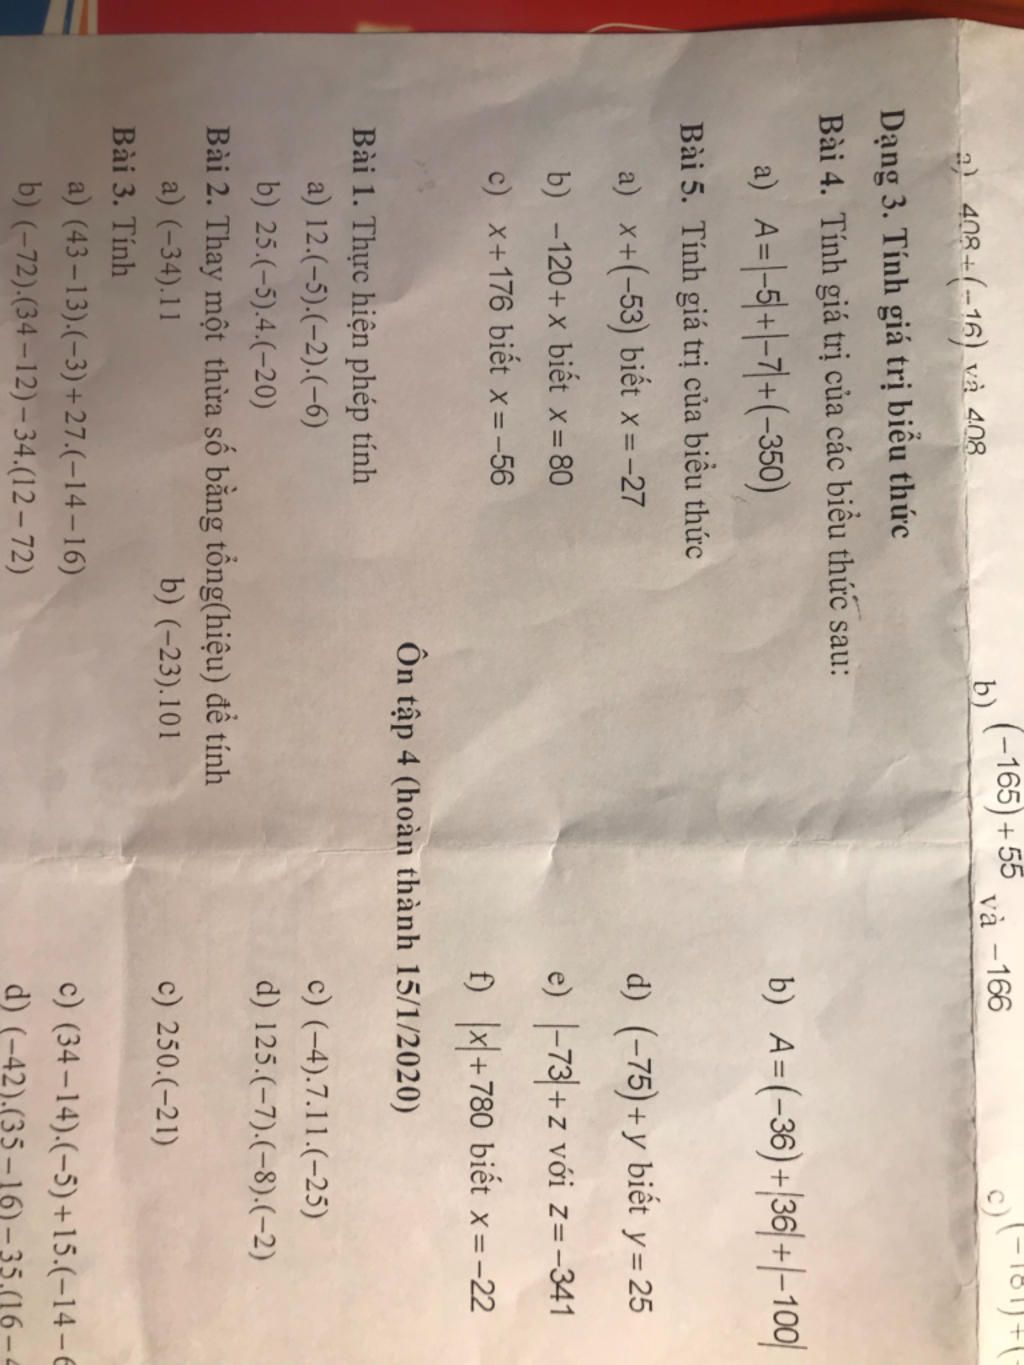 a) 408+(−16) và 408 b) (−165)+55 và −166 c)
Dạng 3. Tính giá trị biểu thức
Bài 4. Tính giá trị của các biểu thức sau:
a) A=|−5|+|−7|+(−350) b) A=(−36)+|36|+|−100|
Bài 5. Tính giá trị của biểu thức
a) x+(−53) biết x=−27 d) (−75)+y biết y=25
b) −120+x biết x=80 e) |−73|+z với z=−341
c) x+176 biết x=−56 f) |x|+780 biết x=−22
Ôn tập 4 (hoàn thành 15/1/2020)
Bài 1. Thực hiện phép tính
a) 12.(−5).(−2).(−6) c) (−4).7.11.(−25)
b) 25.(−5).4.(−20) d) 125.(−7).(−8).(−2)
Bài 2. Thay một thừa số bằng tổng(hiệu) để tính
a) (−34).11 b) (−23).101 c) 250.(−21)
Bài 3. Tính
a) (43−13).(−3)+27.(−14−16) c) (34−14).(−5)+15.(−14−
b) (−72).(34−12)−34.(12−72) d) (−42).(35−16)−35.(16−